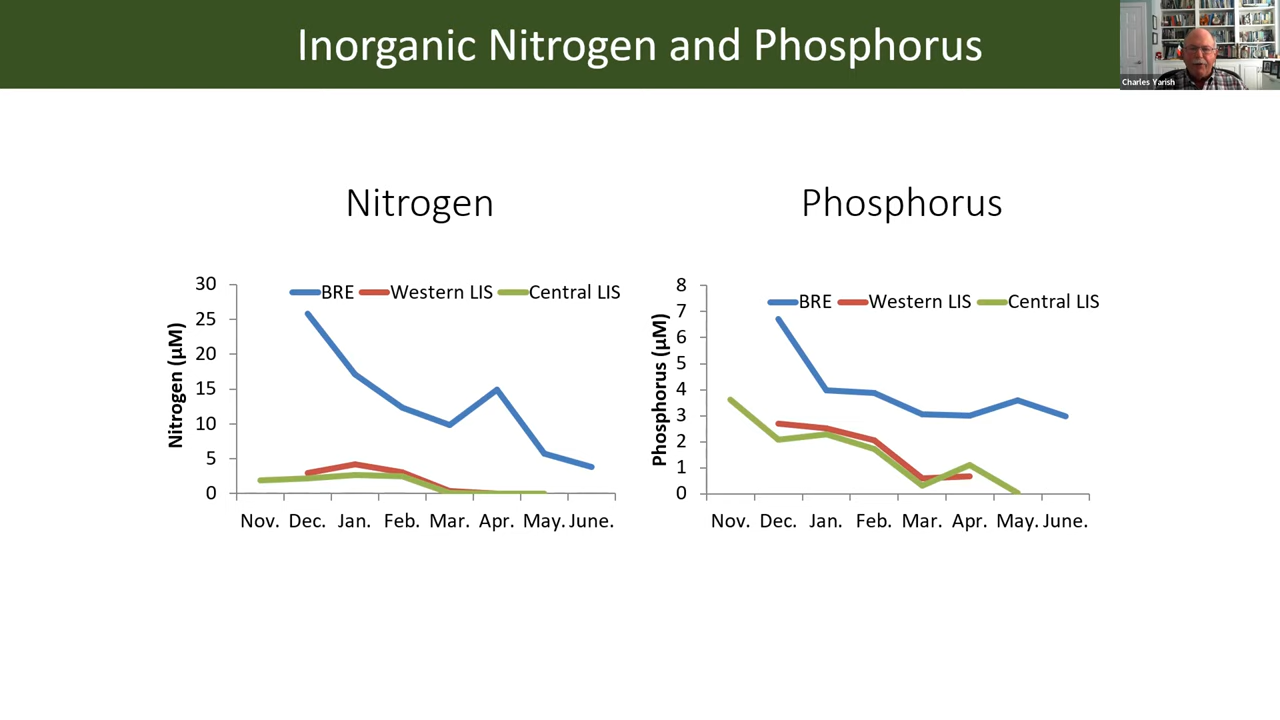 Inorganic Nitrogen and Phosphorus
Charles Yarish
Nitrogen
Phosphorus
BRE Western LIS Central LIS
30
25
20
15
10
5
0
Nitrogen (µM)
Nov. Dec. Jan. Feb. Mar. Apr. May. June.
BRE Western LIS Central LIS
8
7
6
5
4
3
2
1
0
Phosphorus (µM)
Nov. Dec. Jan. Feb. Mar. Apr. May. June.